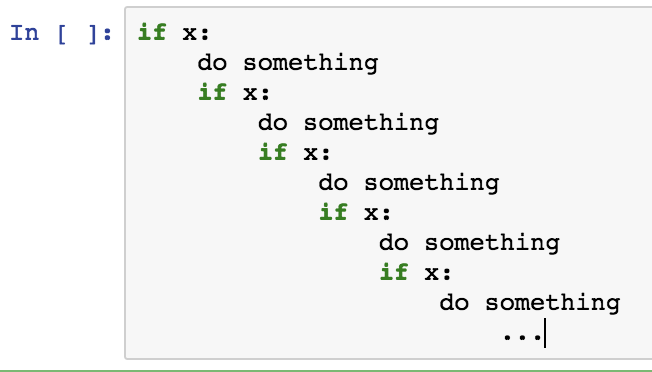 In [ ]: if x:
do something
if x:
do something
if x:
do something
if x:
do something
if x:
do something
...